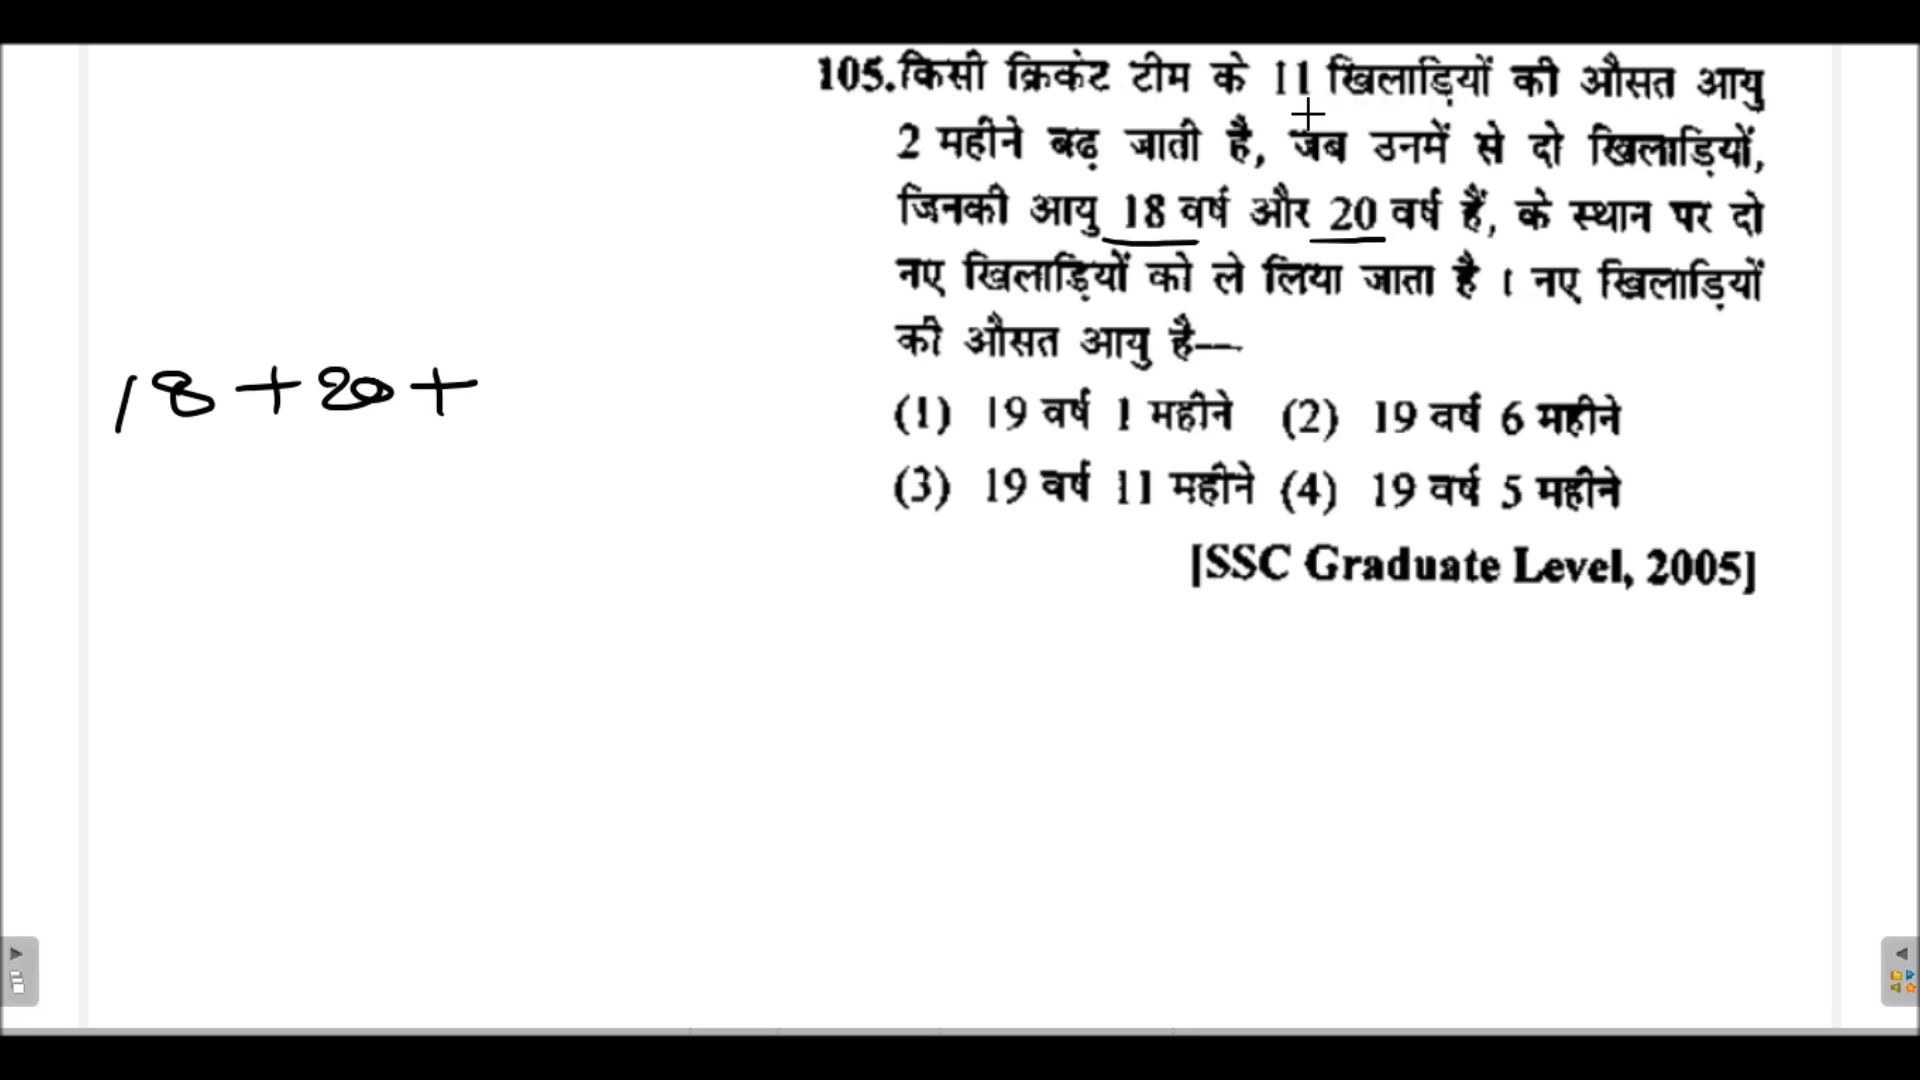 105. किसी क्रिकेट टीम के 11 खिलाड़ियों की औसत आयु
2 महीने बढ़ जाती है, जब उनमें से दो खिलाड़ियों,
जिनकी आयु 18 वर्ष और 20 वर्ष हैं, के स्थान पर दो
नए खिलाड़ियों को ले लिया जाता है । नए खिलाड़ियों
की औसत आयु है—
18 + 20 +
(1) 19 वर्ष 1 महीने (2) 19 वर्ष 6 महीने
(3) 19 वर्ष 11 महीने (4) 19 वर्ष 5 महीने
[SSC Graduate Level, 2005]